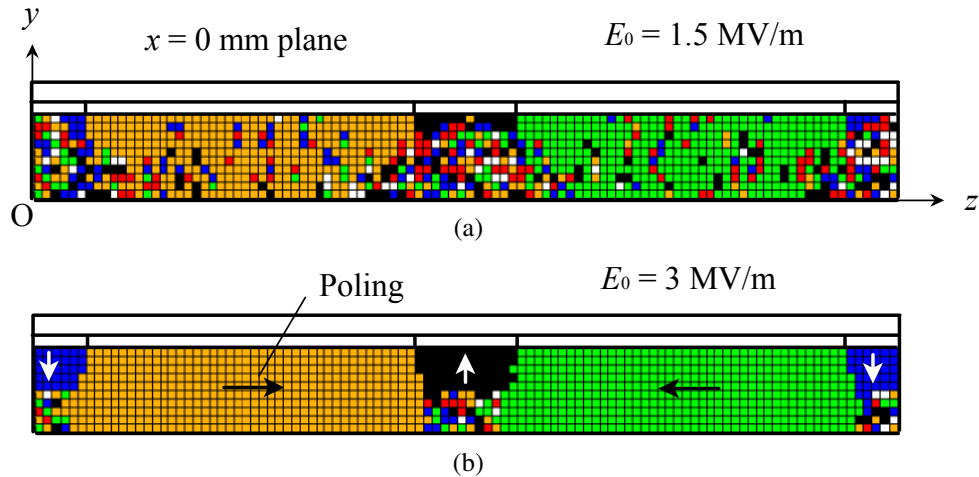 y
x = 0 mm plane
E0 = 1.5 MV/m
O
z
(a)
Poling
E0 = 3 MV/m
(b)